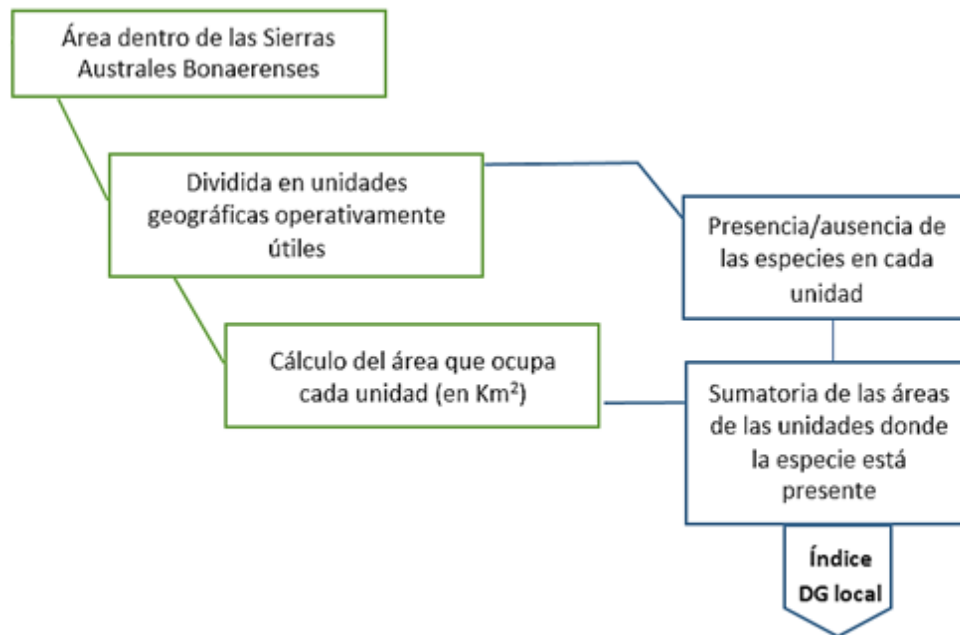 Área dentro de las Sierras
Australes Bonaerenses
Dividida en unidades
geográficas operativamente
útiles
Presencia/ausencia de
las especies en cada
unidad
Cálculo del área que ocupa
cada unidad (en Km²)
Sumatoria de las áreas
de las unidades donde
la especie está
presente
Índice
DG local